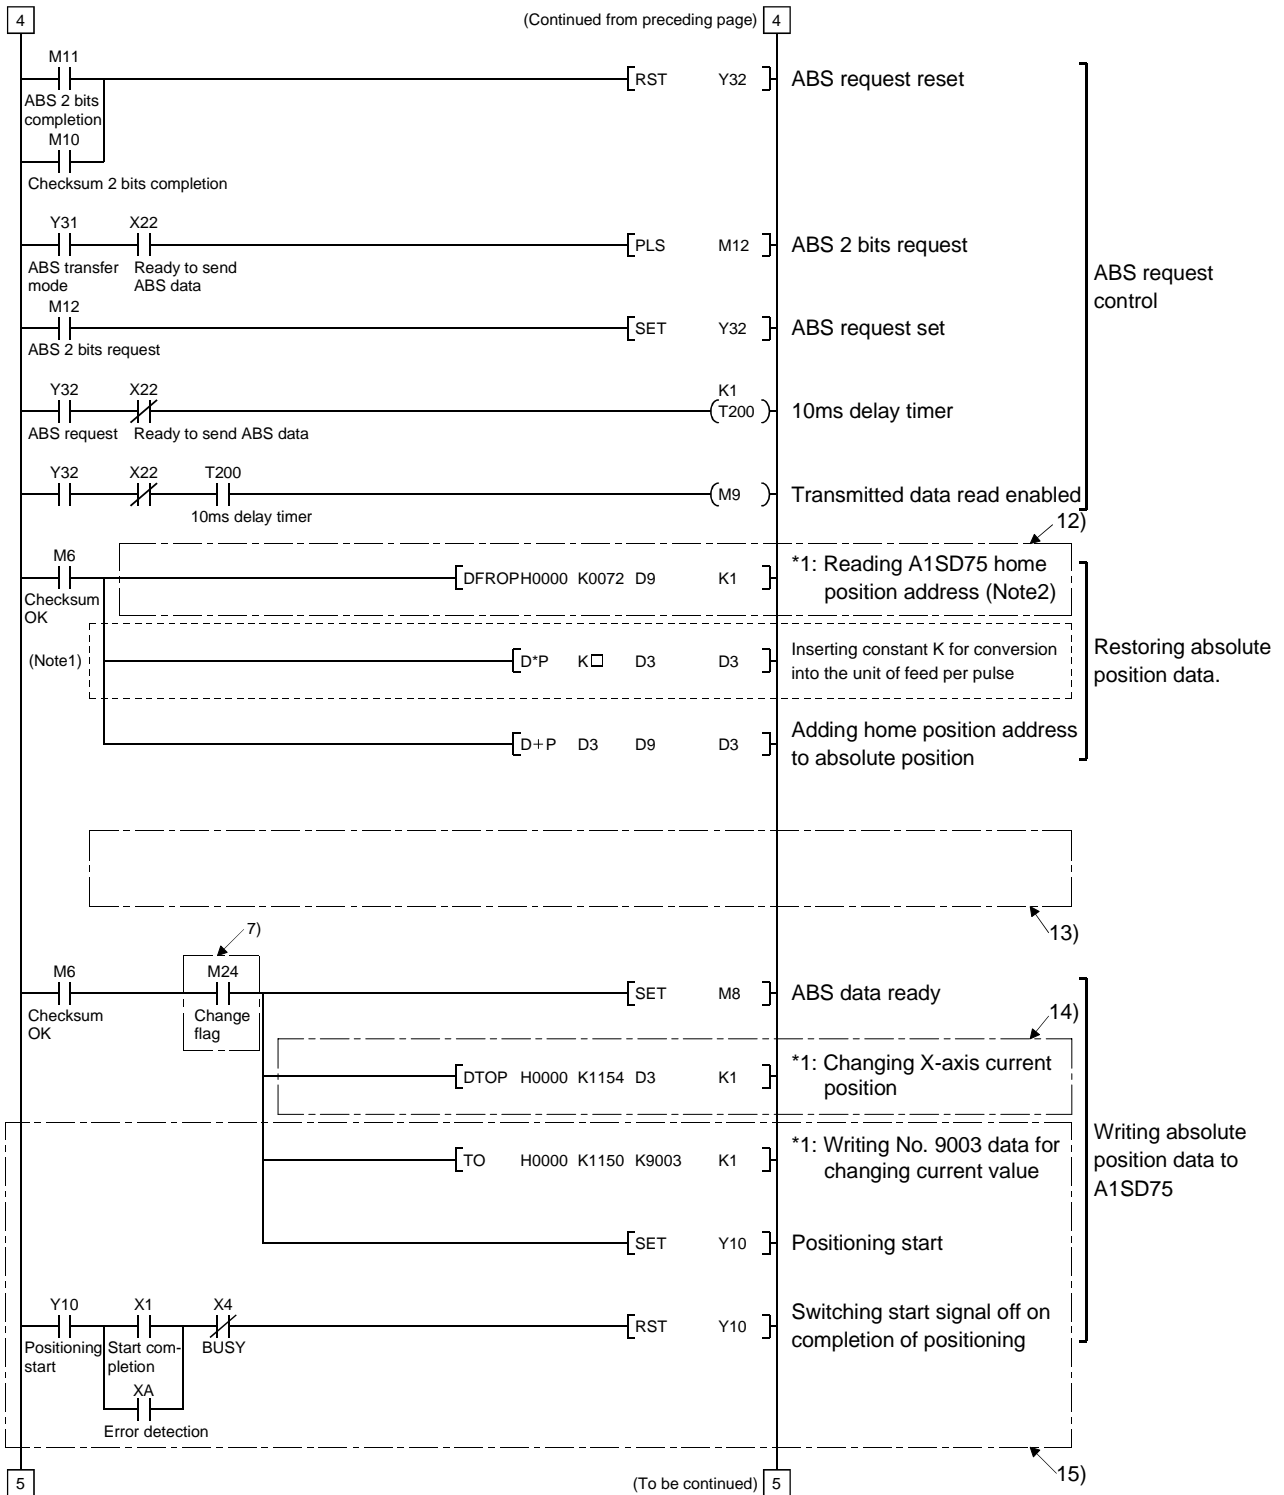 4 (Continued from preceding page) 4
M11
RST Y32 ABS request reset
ABS 2 bits
completion
M10
Checksum 2 bits completion
Y31 X22
PLS M12 ABS 2 bits request
ABS transfer Ready to send
mode ABS data
ABS request
control
M12
SET Y32 ABS request set
ABS 2 bits request
Y32 X22 K1
T200 10ms delay timer
ABS request Ready to send ABS data
Y32 X22 T200
M9 Transmitted data read enabled
10ms delay timer
12)
M6
DFROPH0000 K0072 D9 K1 *1: Reading A1SD75 home
position address (Note2)
Checksum
OK
(Note1) D*P K□ D3 D3 Inserting constant K for conversion
into the unit of feed per pulse
Restoring absolute
position data.
D+P D3 D9 D3 Adding home position address
to absolute position
13)
7)
M6 M24
SET M8 ABS data ready
Checksum Change
OK flag
14)
DTOP H0000 K1154 D3 K1 *1: Changing X-axis current
position
TO H0000 K1150 K9003 K1 *1: Writing No. 9003 data for
changing current value
Writing absolute
position data to
A1SD75
SET Y10 Positioning start
Y10 X1 X4
RST Y10 Switching start signal off on
completion of positioning
Positioning Start com- BUSY
start pletion
XA
Error detection
15)
5 (To be continued) 5